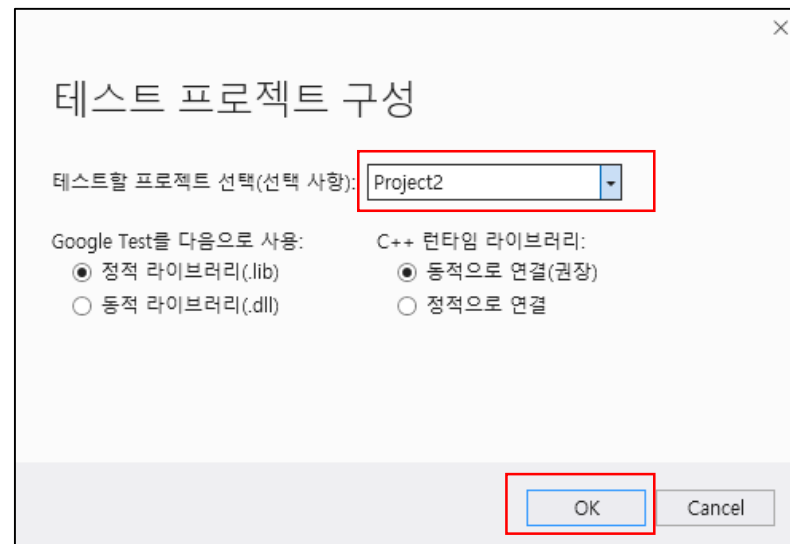 테스트 프로젝트 구성
테스트할 프로젝트 선택(선택 사항): Project2
Google Test를 다음으로 사용: C++ 런타임 라이브러리:
정적 라이브러리(.lib) 동적으로 연결(권장)
동적 라이브러리(.dll) 정적으로 연결
OK Cancel